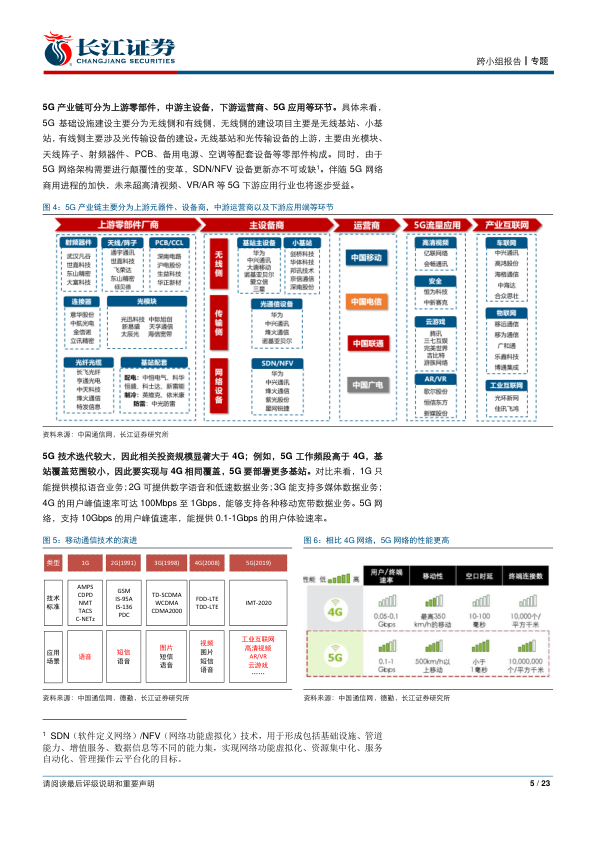 长江证券
CHANGJIANG SECURITIES
跨小组报告 | 专题
5G 产业链可分为上游零部件，中游主设备，下游运营商、5G 应用等环节。具体来看，
5G 基础设施建设主要分为无线侧和有线侧，无线侧的建设项目主要是无线基站、小基
站，有线侧主要涉及光传输设备的建设。无线基站和光传输设备的上游，主要由光模块、
天线阵子、射频器件、PCB、备用电源、空调等配套设备等零部件构成。同时，由于
5G 网络架构需要进行颠覆性的变革，SDN/NFV 设备更新亦不可或缺1。伴随 5G 网络
商用进程的加快，未来超高清视频、VR/AR 等 5G 下游应用行业也将逐步受益。
图 4：5G 产业链主要分为上游元器件、设备商，中游运营商以及下游应用端等环节
上游零部件厂商
主设备商
运营商
5G流量应用
产业互联网
射频器件
武汉凡谷
世嘉科技
东山精密
大富科技
天线/阵子
通宇通讯
世嘉科技
飞荣达
东山精密
硕贝德
PCB/CCL
深南电路
沪电股份
生益科技
华正新材
连接器
意华股份
中航光电
金信诺
立讯精密
光模块
光迅科技 中际旭创
新易盛 天孚通信
太辰光 海信宽带
光纤光缆
长飞光纤
亨通光电
中天科技
烽火通信
特发信息
基站配套
配电：中恒电气、科华
恒盛、科士达、新雷能
制冷：英维克、依米康
防雷：中光防雷
无线侧
基站主设备
华为
中兴通讯
大唐移动
诺基亚贝尔
爱立信
三星
小基站
剑桥科技
华体科技
邦讯技术
京信通信
深南股份
传输侧
光通信设备
华为
中兴通讯
烽火通信
诺基亚贝尔
网络设备
SDN/NFV
华为
中兴通讯
烽火通信
紫光股份
星网锐捷
中国移动
中国电信
中国联通
中国广电
高清视频
亿联网络
会畅通讯
安全
恒为科技
中新赛克
云游戏
腾讯
三七互娱
完美世界
吉比特
游族网络
AR/VR
歌尔股份
恒信东方
新媒股份
车联网
中兴通讯
高鸿股份
海格通信
中海达
合众思壮
物联网
移远通信
移为通信
广和通
乐鑫科技
博通集成
工业互联网
光环新网
佳讯飞鸿
资料来源：中国通信网，长江证券研究所
5G 技术迭代较大，因此相关投资规模显著大于 4G；例如，5G 工作频段高于 4G，基
站覆盖范围较小，因此要实现与 4G 相同覆盖，5G 要部署更多基站。对比来看，1G 只
能提供模拟语音业务；2G 可提供数字语音和低速数据业务；3G 能支持多媒体数据业务；
4G 的用户峰值速率可达 100Mbps 至 1Gbps，能够支持各种移动宽带数据业务。5G 网
络，支持 10Gbps 的用户峰值速率，能提供 0.1-1Gbps 的用户体验速率。
图 5：移动通信技术的演进
类型
1G
2G(1991)
3G(1998)
4G(2008)
5G(2019)
技术
标准
AMPS
CDPD
NMT
TACS
C-NETz
GSM
IS-95A
IS-136
PDC
TD-SCDMA
WCDMA
CDMA2000
FDD-LTE
TDD-LTE
IMT-2020
应用
场景
语音
短信
语音
图片
短信
语音
视频
图片
短信
语音
工业互联网
高清视频
AR/VR
云游戏
……
资料来源：中国通信网，德勤，长江证券研究所
图 6：相比 4G 网络，5G 网络的性能更高
性能 低 高
用户/终端
速率
移动性
空口时延
终端连接数
4G
0.05-0.1
Gbps
最高350
km/h的移动
10-100
毫秒
10,000个/
平方千米
5G
0.1-1
Gbps
500km/h以
上移动
小于
1毫秒
10,000,000
个/平方千米
资料来源：中国通信网，德勤，长江证券研究所
1 SDN（软件定义网络）/NFV（网络功能虚拟化）技术，用于形成包括基础设施、管道
能力、增值服务、数据信息等不同的能力集，实现网络功能虚拟化、资源集中化、服务
自动化、管理操作云平台化的目标。
请阅读最后评级说明和重要声明
5 / 23